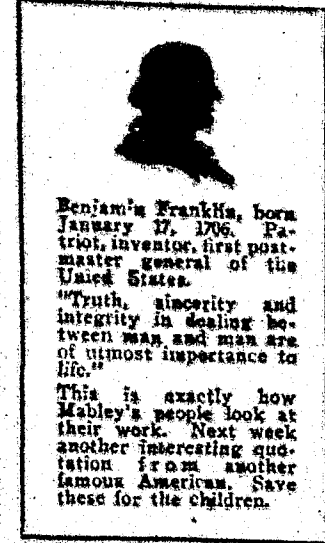 Benjamin Franklin, born
January 17, 1706. Pa-
triot, inventor, first post-
master general of the
Unied States.
"Truth, sincerity and
integrity in dealing be-
tween man and man are
of utmost importance to
life."
This is exactly how
Mabley's people look at
their work. Next week
another interesting quo-
tation from another
famous American. Save
these for the children.